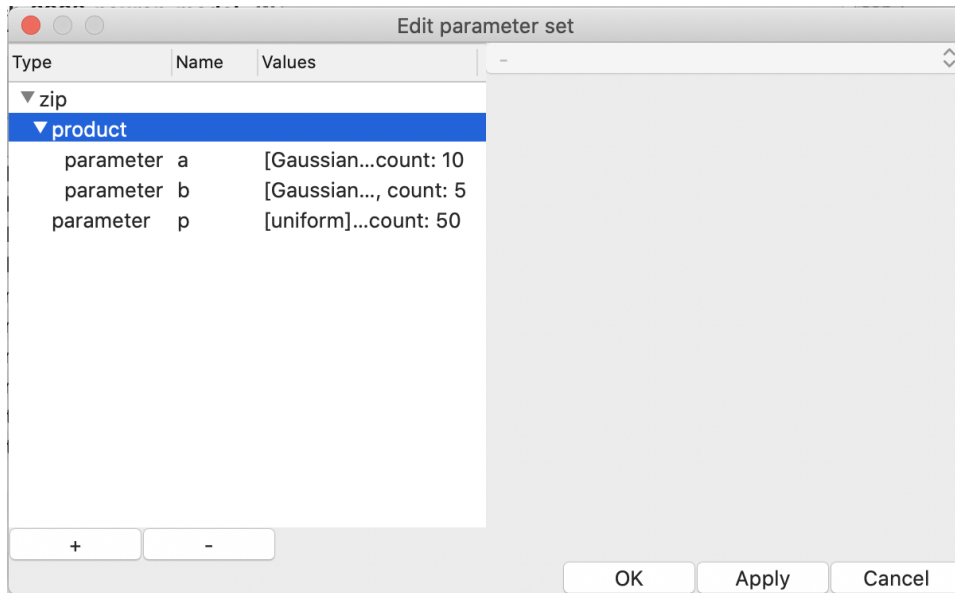 Edit parameter set
Type Name Values
-
zip
product
parameter a [Gaussian...count: 10
parameter b [Gaussian..., count: 5
parameter p [uniform]...count: 50
+ -
OK Apply Cancel